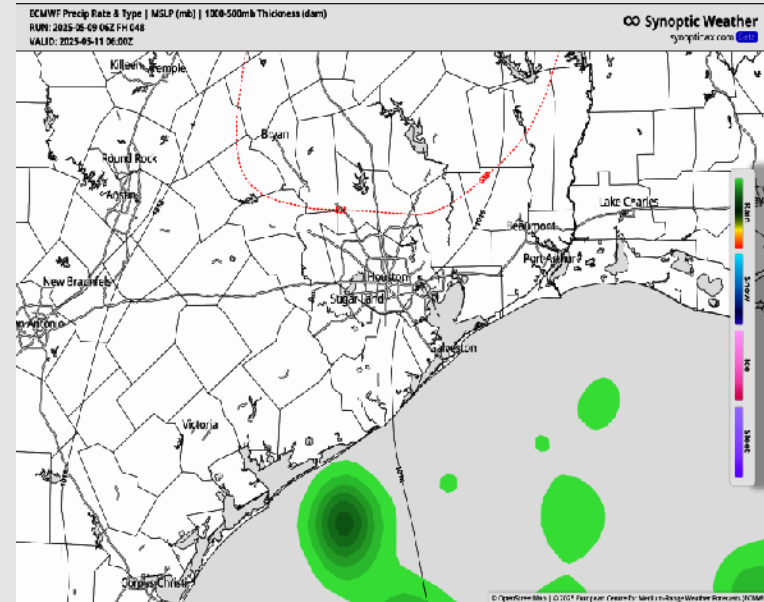 ECMWF Precip Rate & Type | MSLP (mb) | 1000-500mb Thickness (dam)
RUN: 2025-05-09 06Z FH 048
VALID: 2025-05-11 06:00Z
Synoptic Weather
synopticwx.com Beta
Killeen
Temple
Bryan
Round Rock
Austin
Lake Charles
Beaumont
Port Arthur
New Braunfels
Houston
Sugar Land
San Antonio
Galveston
Victoria
Corpus Christi
Rain
Snow
Ice
Sleet
© OpenStreetMap | © 2025 European Centre for Medium-Range Weather Forecasts (ECMWF